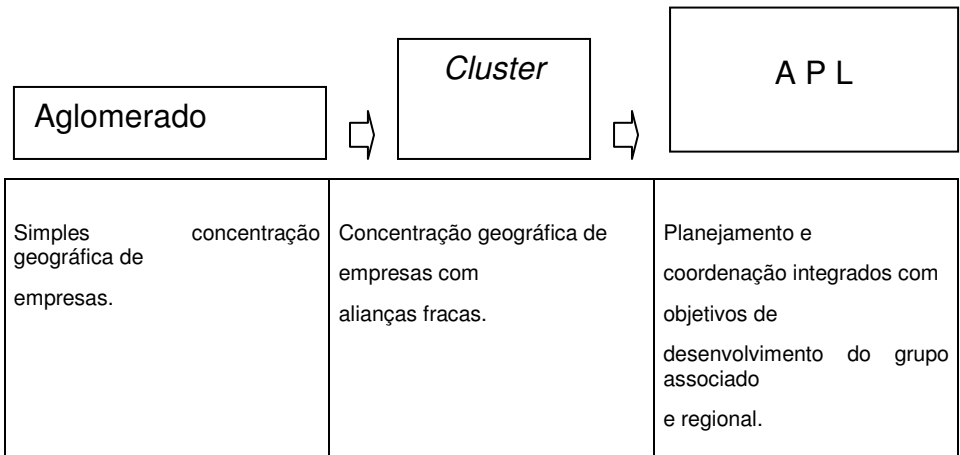 Aglomerado
Cluster
A P L
Simples concentração
geográfica de
empresas.
Concentração geográfica de
empresas com
alianças fracas.
Planejamento e
coordenação integrados com
objetivos de
desenvolvimento do grupo
associado
e regional.